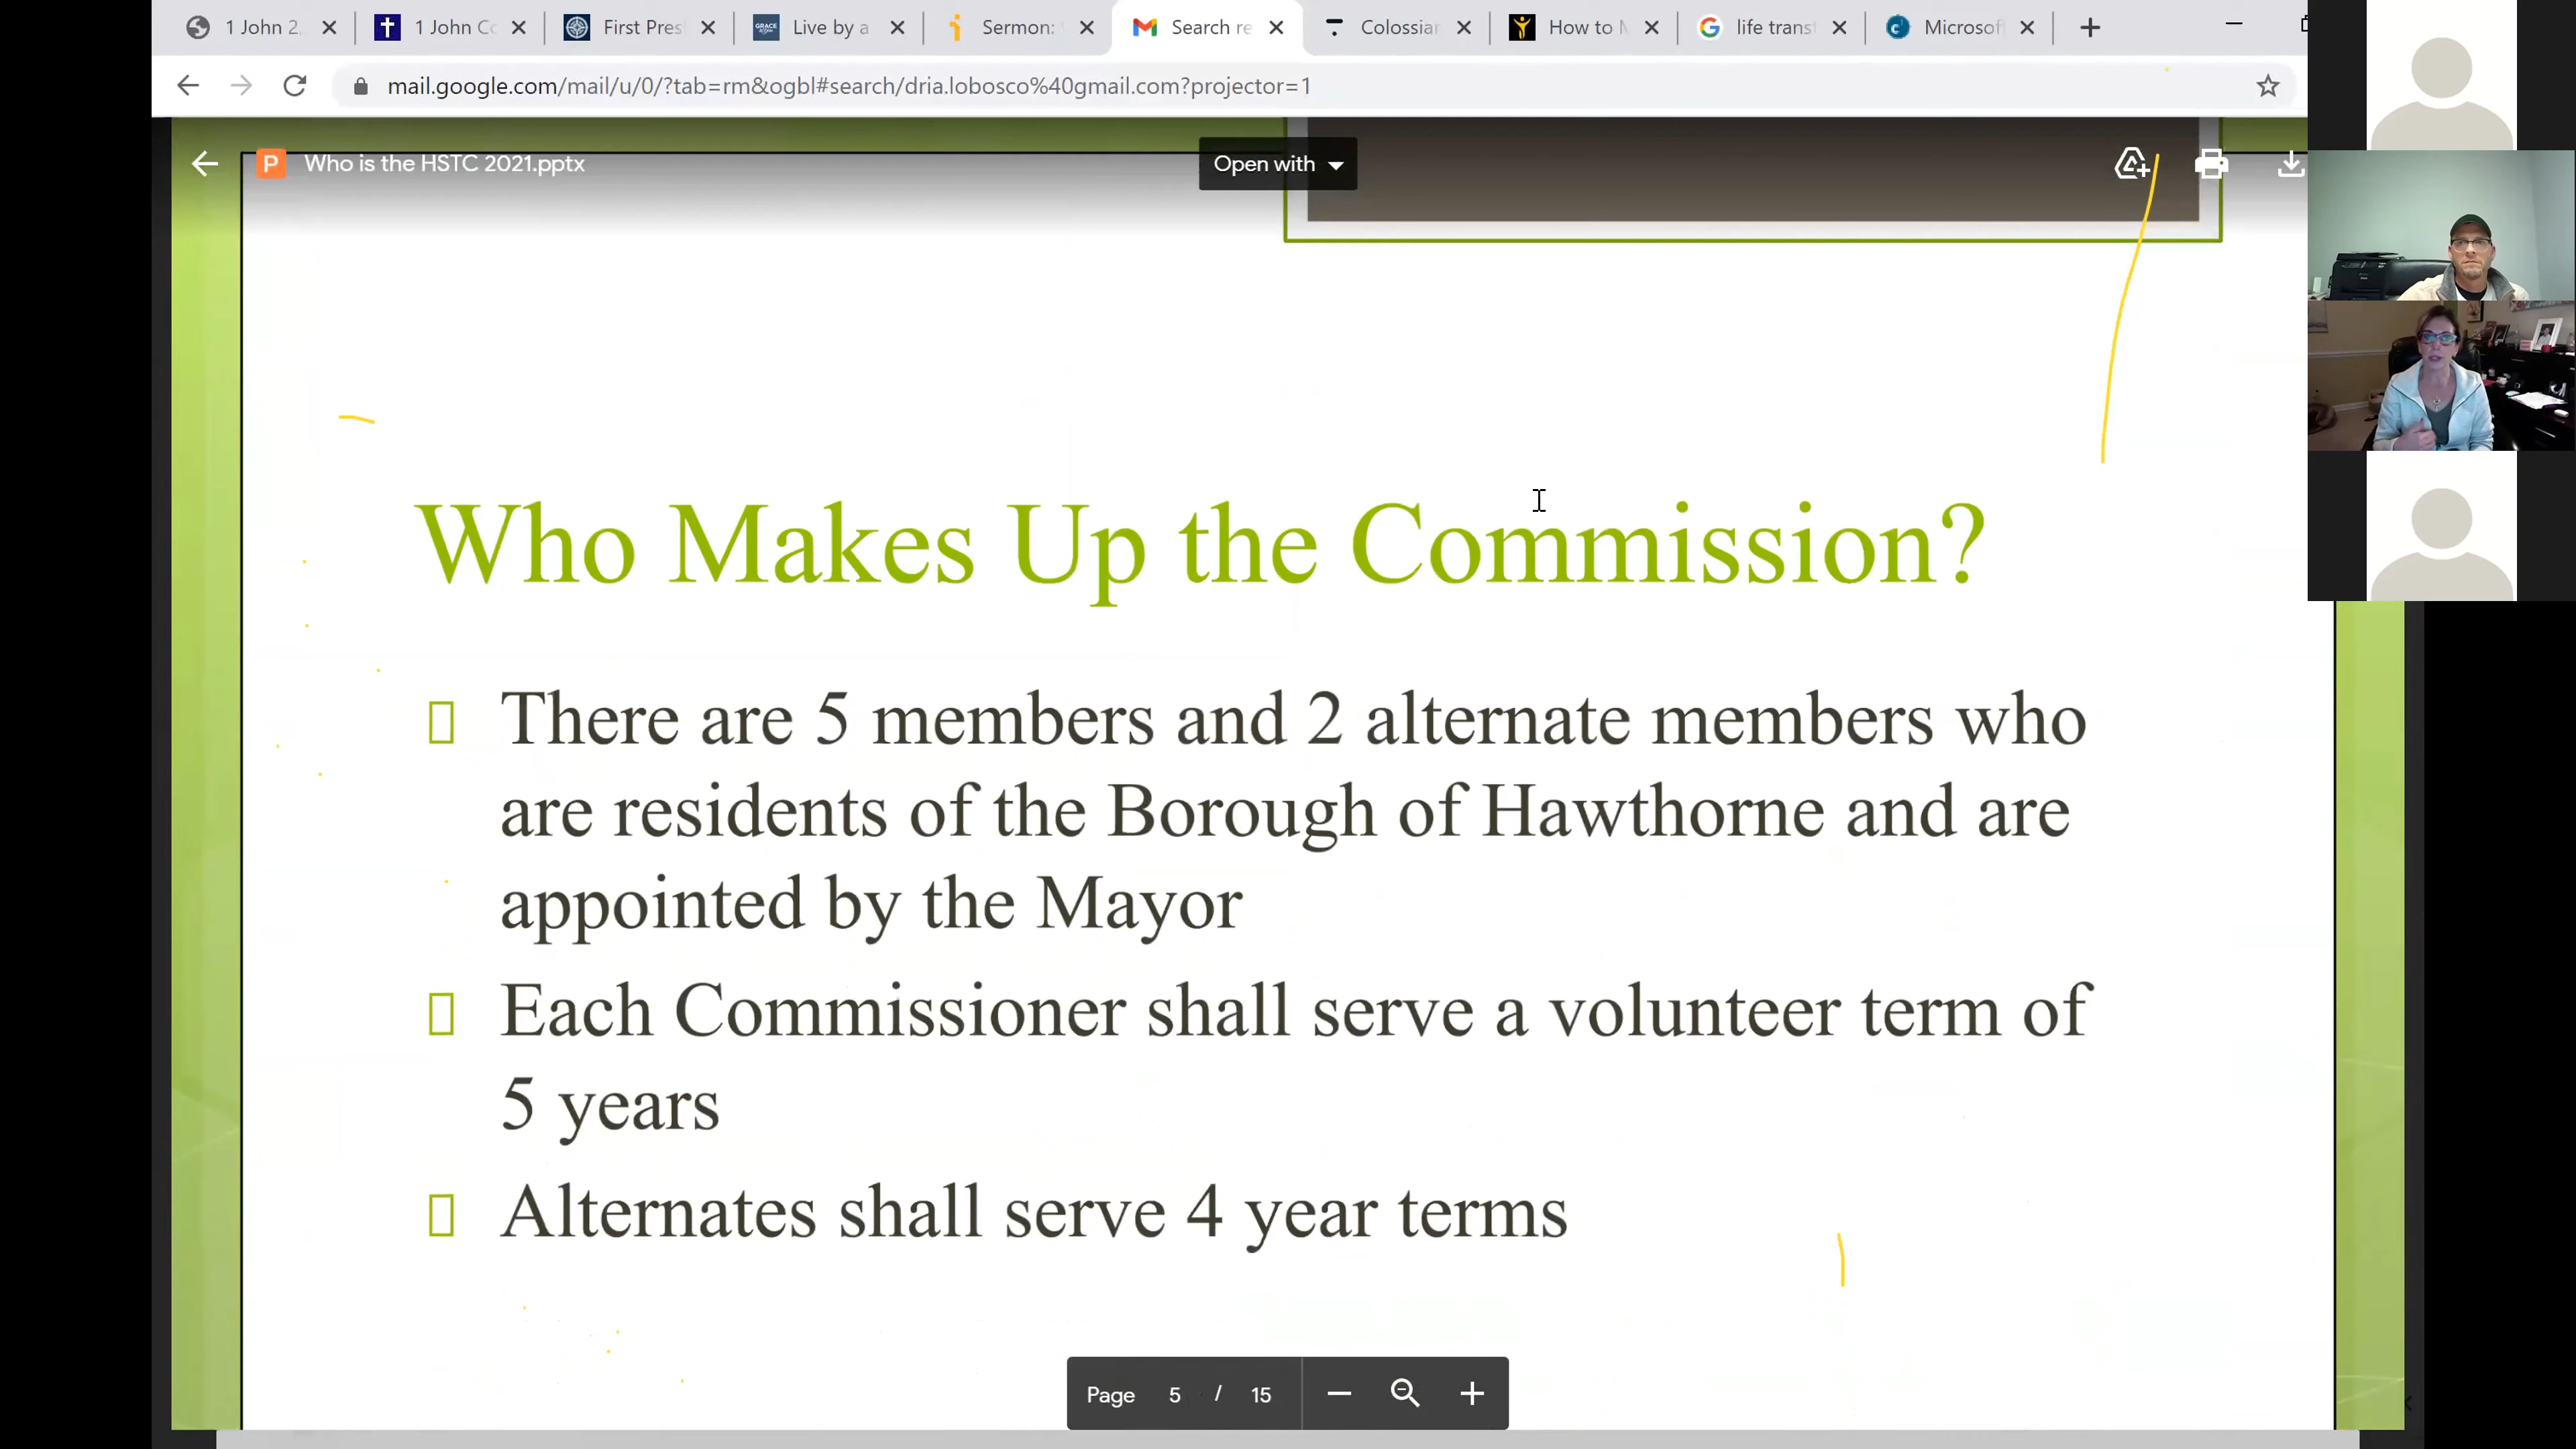 1 John 2.
1 John Co
First Pres
Live by a
Sermon:
Search re
Colossian
How to M
life transf
Microsof
mail.google.com/mail/u/0/?tab=rm&ogbl#search/dria.lobosco%40gmail.com?projector=1
P Who is the HSTC 2021.pptx
Open with
Who Makes Up the Commission?
There are 5 members and 2 alternate members who
are residents of the Borough of Hawthorne and are
appointed by the Mayor
Each Commissioner shall serve a volunteer term of
5 years
Alternates shall serve 4 year terms
Page 5 / 15